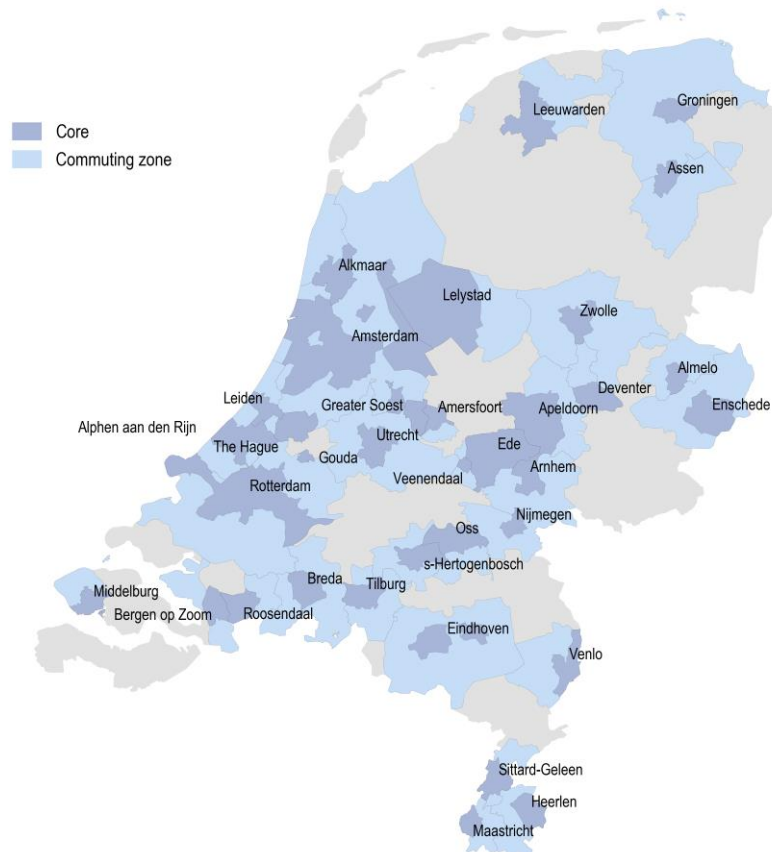 Core
Commuting zone
Leeuwarden
Groningen
Assen
Alkmaar
Lelystad
Zwolle
Amsterdam
Almelo
Deventer
Leiden
Greater Soest
Amersfoort
Apeldoorn
Enschede
Alphen aan den Rijn
The Hague
Utrecht
Ede
Gouda
Arnhem
Veenendaal
Rotterdam
Nijmegen
Oss
s-Hertogenbosch
Middelburg
Breda
Tilburg
Bergen op Zoom
Roosendaal
Eindhoven
Venlo
Sittard-Geleen
Heerlen
Maastricht